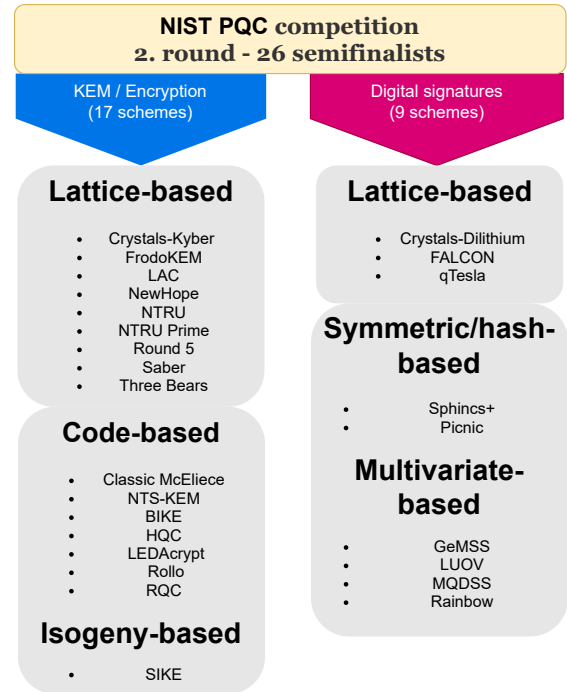 NIST PQC competition
2. round - 26 semifinalists
KEM / Encryption
(17 schemes)
Lattice-based
• Crystals-Kyber
• FrodoKEM
• LAC
• NewHope
• NTRU
• NTRU Prime
• Round 5
• Saber
• Three Bears
Code-based
• Classic McEliece
• NTS-KEM
• BIKE
• HQC
• LEDAcrypt
• Rollo
• RQC
Isogeny-based
• SIKE
Digital signatures
(9 schemes)
Lattice-based
• Crystals-Dilithium
• FALCON
• qTesla
Symmetric/hash-
based
• Sphincs+
• Picnic
Multivariate-
based
• GeMSS
• LUOV
• MQDSS
• Rainbow